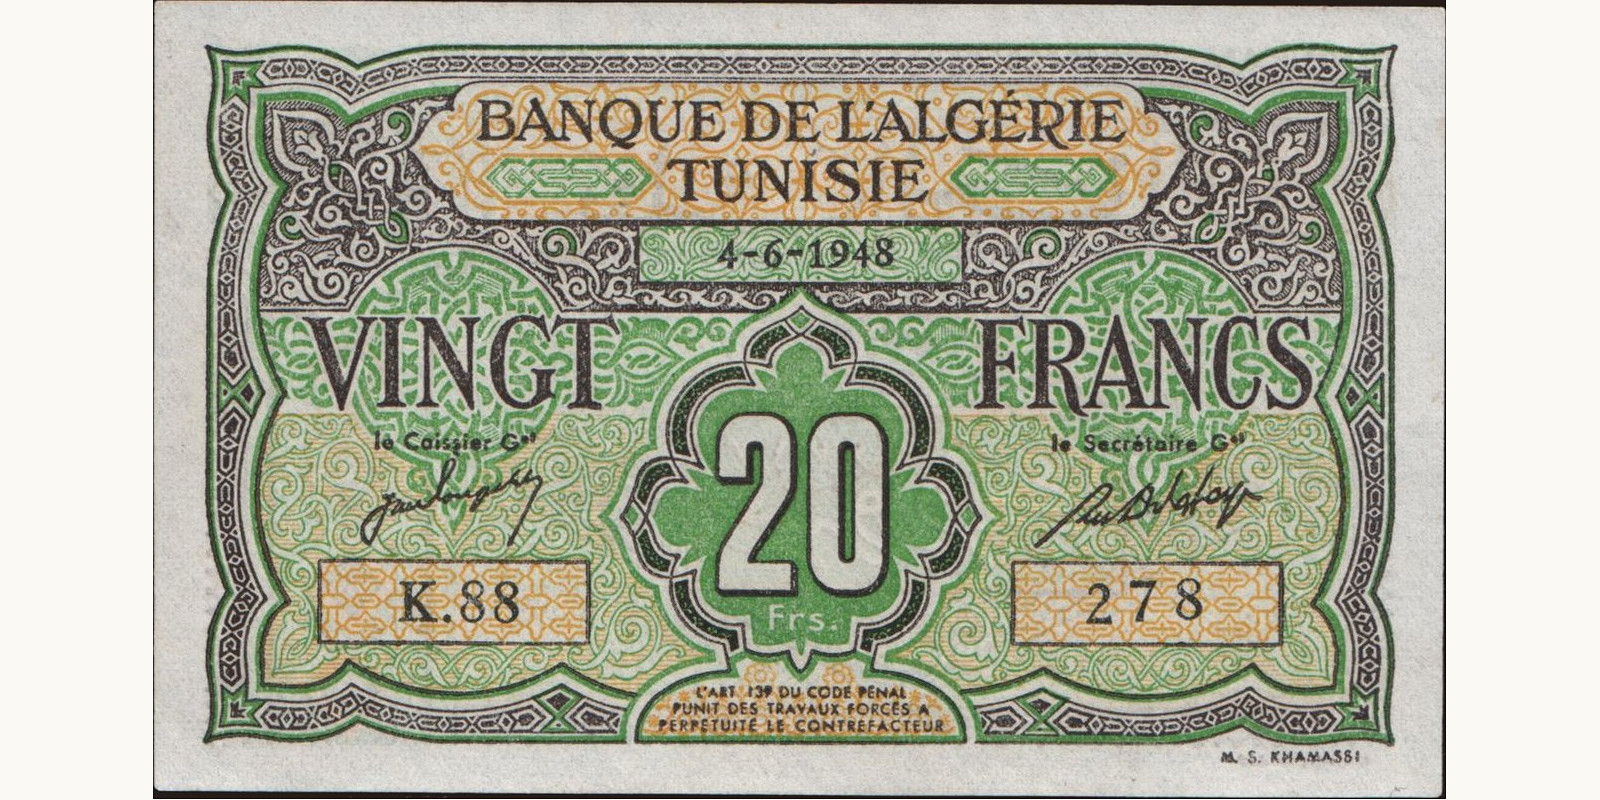 BANQUE DE L'ALGÉRIE
TUNISIE
4-6-1948
VINGT FRANCS
le Caissier Gal
le Secrétaire Gal
20
Frs.
K.88
278
L'ART. 139 DU CODE PÉNAL
PUNIT DES TRAVAUX FORCÉS A
PERPÉTUITÉ LE CONTREFACTEUR
M. S. KHAMASSI